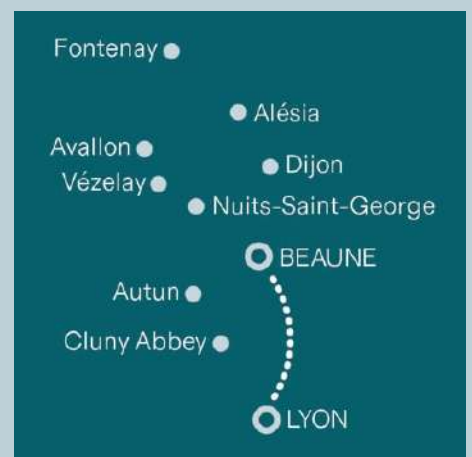 Fontenay
Alésia
Avallon
Dijon
Vézelay
Nuits-Saint-George
BEAUNE
Autun
Cluny Abbey
LYON